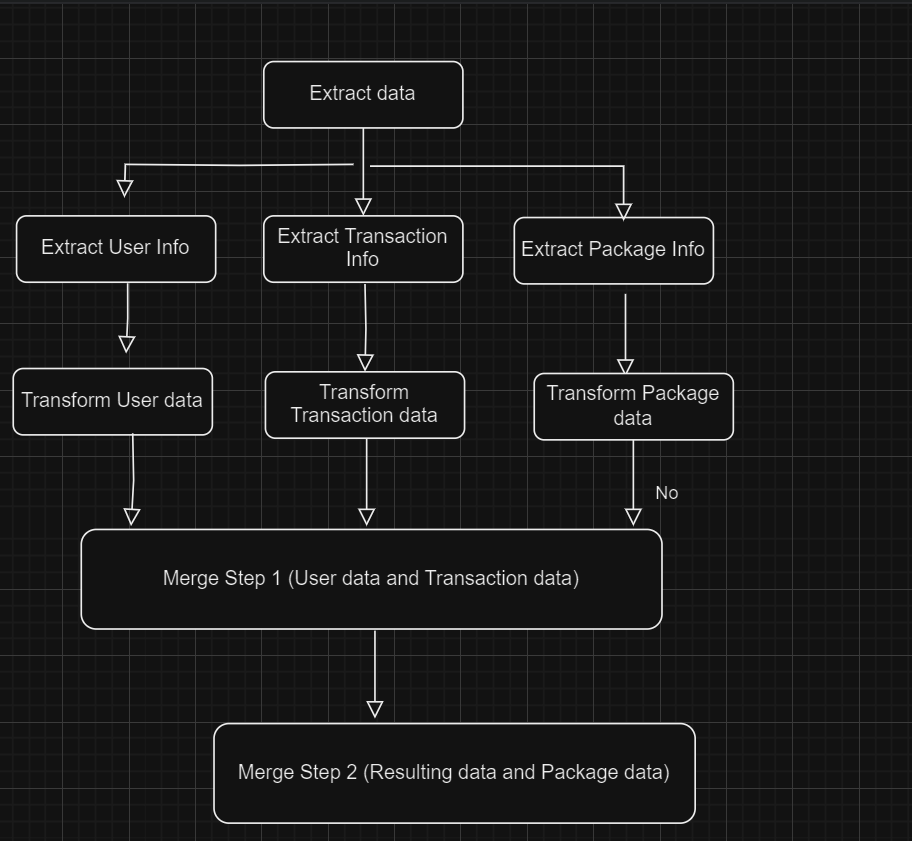 Extract data
Extract User Info
Extract Transaction
Info
Extract Package Info
Transform User data
Transform
Transaction data
Transform Package
data
No
Merge Step 1 (User data and Transaction data)
Merge Step 2 (Resulting data and Package data)